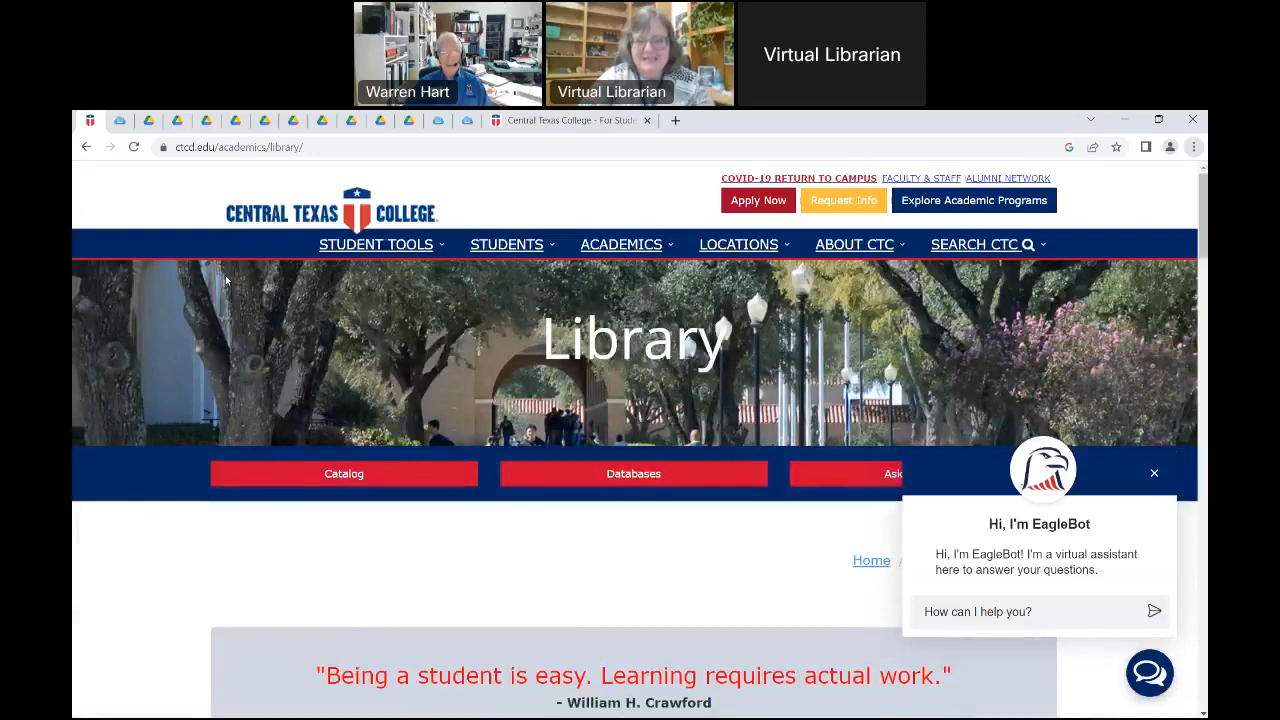 Virtual Librarian
Warren Hart
Virtual Librarian
Central Texas College - For Stude
ctcd.edu/academics/library/
COVID-19 RETURN TO CAMPUS FACULTY & STAFF ALUMNI NETWORK
CENTRAL TEXAS COLLEGE
Apply Now Request Info Explore Academic Programs
STUDENT TOOLS STUDENTS ACADEMICS LOCATIONS ABOUT CTC SEARCH CTC
Library
Catalog Databases Ask
Hi, I'm EagleBot
Hi, I'm EagleBot! I'm a virtual assistant
here to answer your questions.
Home /
How can I help you?
"Being a student is easy. Learning requires actual work."
- William H. Crawford